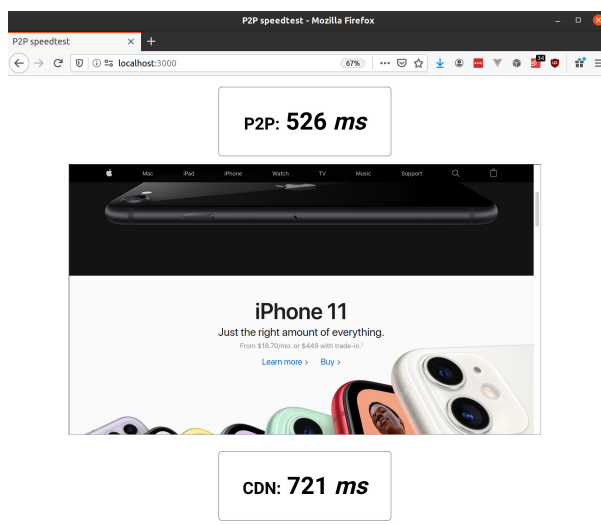 P2P speedtest - Mozilla Firefox
P2P speedtest
localhost:3000
67%
34
P2P: 526 ms
Mac iPad iPhone Watch TV Music Support
iPhone 11
Just the right amount of everything.
From $18.70/mo. or $449 with trade-in.¹
Learn more > Buy >
CDN: 721 ms